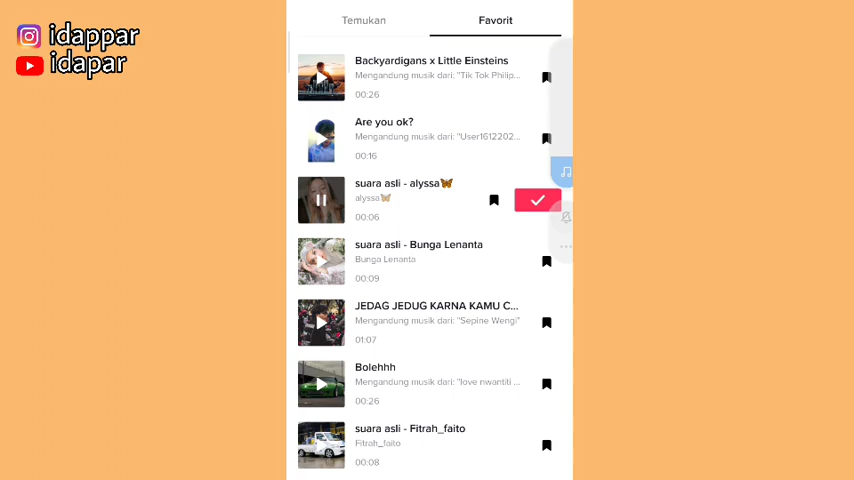 idappar
idapar
Temukan
Favorit
Backyardigans x Little Einsteins
Mengandung musik dari: "Tik Tok Philip...
00:26
Are you ok?
Mengandung musik dari: "User1612202...
00:16
suara asli - alyssa🦋
alyssa🦋
00:06
suara asli - Bunga Lenanta
Bunga Lenanta
00:09
JEDAG JEDUG KARNA KAMU C...
Mengandung musik dari: "Sepine Wengi"
01:07
Bolehhh
Mengandung musik dari: "love nwantiti ...
00:26
suara asli - Fitrah_faito
Fitrah_faito
00:08